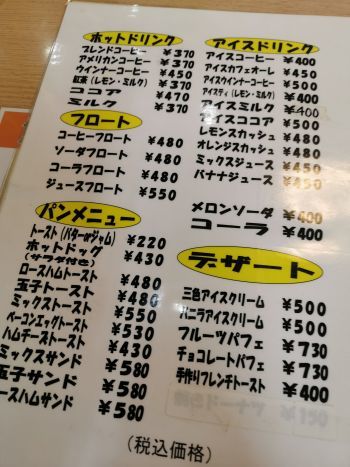 ホットドリンク
ブレンドコーヒー ¥370
アメリカンコーヒー ¥370
ウインナーコーヒー ¥450
紅茶(レモン・ミルク) ¥370
ココア ¥470
ミルク ¥370
フロート
コーヒーフロート ¥480
ソーダフロート ¥480
コーラフロート ¥480
ジュースフロート ¥550
パンメニュー
トースト(バターorジャム) ¥220
ホットドッグ ¥430
(サラダ付き)
ロースハムトースト ¥480
玉子トースト ¥480
ミックストースト ¥550
ベーコンエッグトースト ¥530
ハムチーズトースト ¥430
ミックスサンド ¥580
玉子サンド ¥580
ースハムサンド ¥580
アイスドリンク
アイスコーヒー ¥400
アイスカフェオーレ ¥450
アイスウインナーコーヒー ¥500
アイスティ(レモン・ミルク) ¥400
アイスミルク ¥400
アイスココア ¥500
レモンスカッシュ ¥480
オレンジスカッシュ ¥480
ミックスジュース ¥450
バナナジュース ¥450
メロンソーダ ¥400
コーラ ¥400
デザート
三色アイスクリーム ¥500
バニラアイスクリーム ¥500
フルーツパフェ ¥730
チョコレートパフェ ¥730
手作りフレンチトースト ¥400
(税込価格)